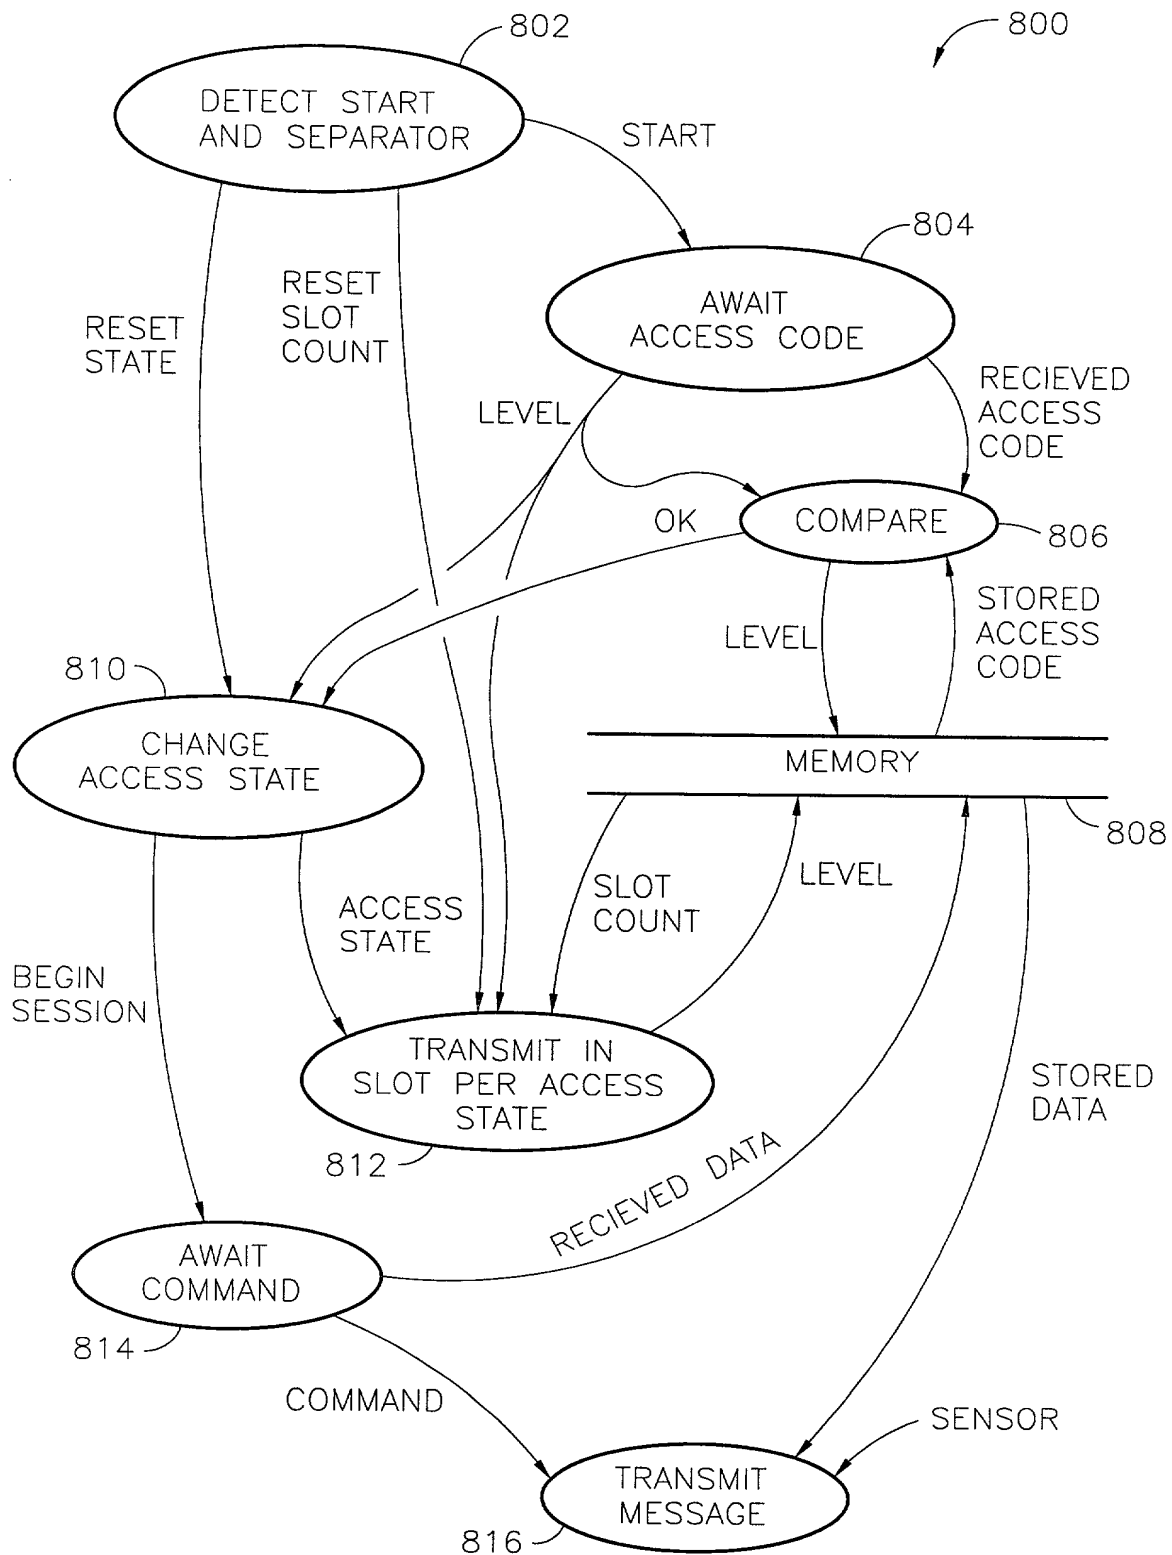 802
800
DETECT START
AND SEPARATOR
START
804
RESET
SLOT
COUNT
AWAIT
ACCESS CODE
RESET
STATE
RECIEVED
ACCESS
CODE
LEVEL
OK
COMPARE
806
STORED
ACCESS
CODE
LEVEL
810
CHANGE
ACCESS STATE
MEMORY
808
LEVEL
SLOT
COUNT
ACCESS
STATE
BEGIN
SESSION
TRANSMIT IN
SLOT PER ACCESS
STATE
STORED
DATA
812
RECIEVED DATA
AWAIT
COMMAND
814
COMMAND
SENSOR
TRANSMIT
MESSAGE
816